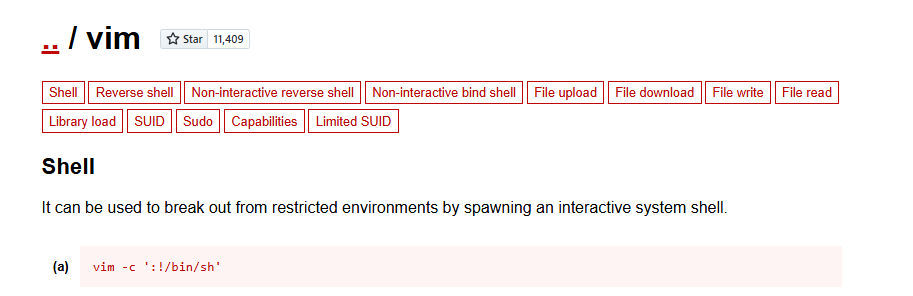 .. / vim Star 11,409
Shell Reverse shell Non-interactive reverse shell Non-interactive bind shell File upload File download File write File read
Library load SUID Sudo Capabilities Limited SUID
Shell
It can be used to break out from restricted environments by spawning an interactive system shell.
(a) vim -c ':!/bin/sh'